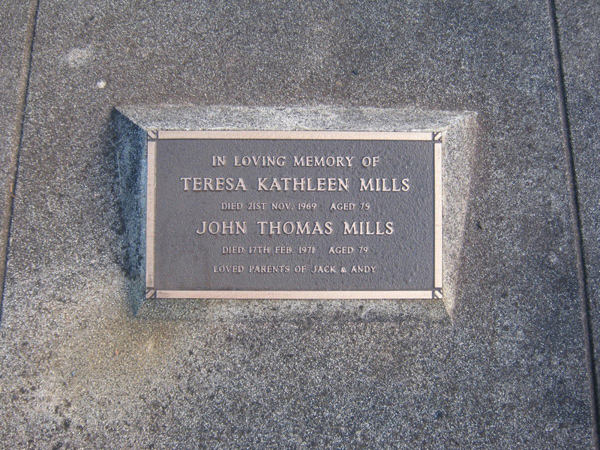 IN LOVING MEMORY OF
TERESA KATHLEEN MILLS
DIED 21ST NOV. 1969 AGED 75
JOHN THOMAS MILLS
DIED 17TH FEB. 1971 AGED 79
LOVED PARENTS OF JACK & ANDY